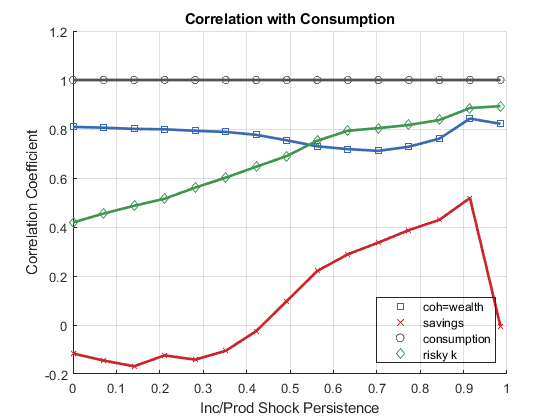 Correlation with Consumption
1.2
1
0.8
0.6
0.4
0.2
0
-0.2
Correlation Coefficient
0 0.1 0.2 0.3 0.4 0.5 0.6 0.7 0.8 0.9 1
Inc/Prod Shock Persistence
coh=wealth
savings
consumption
risky k